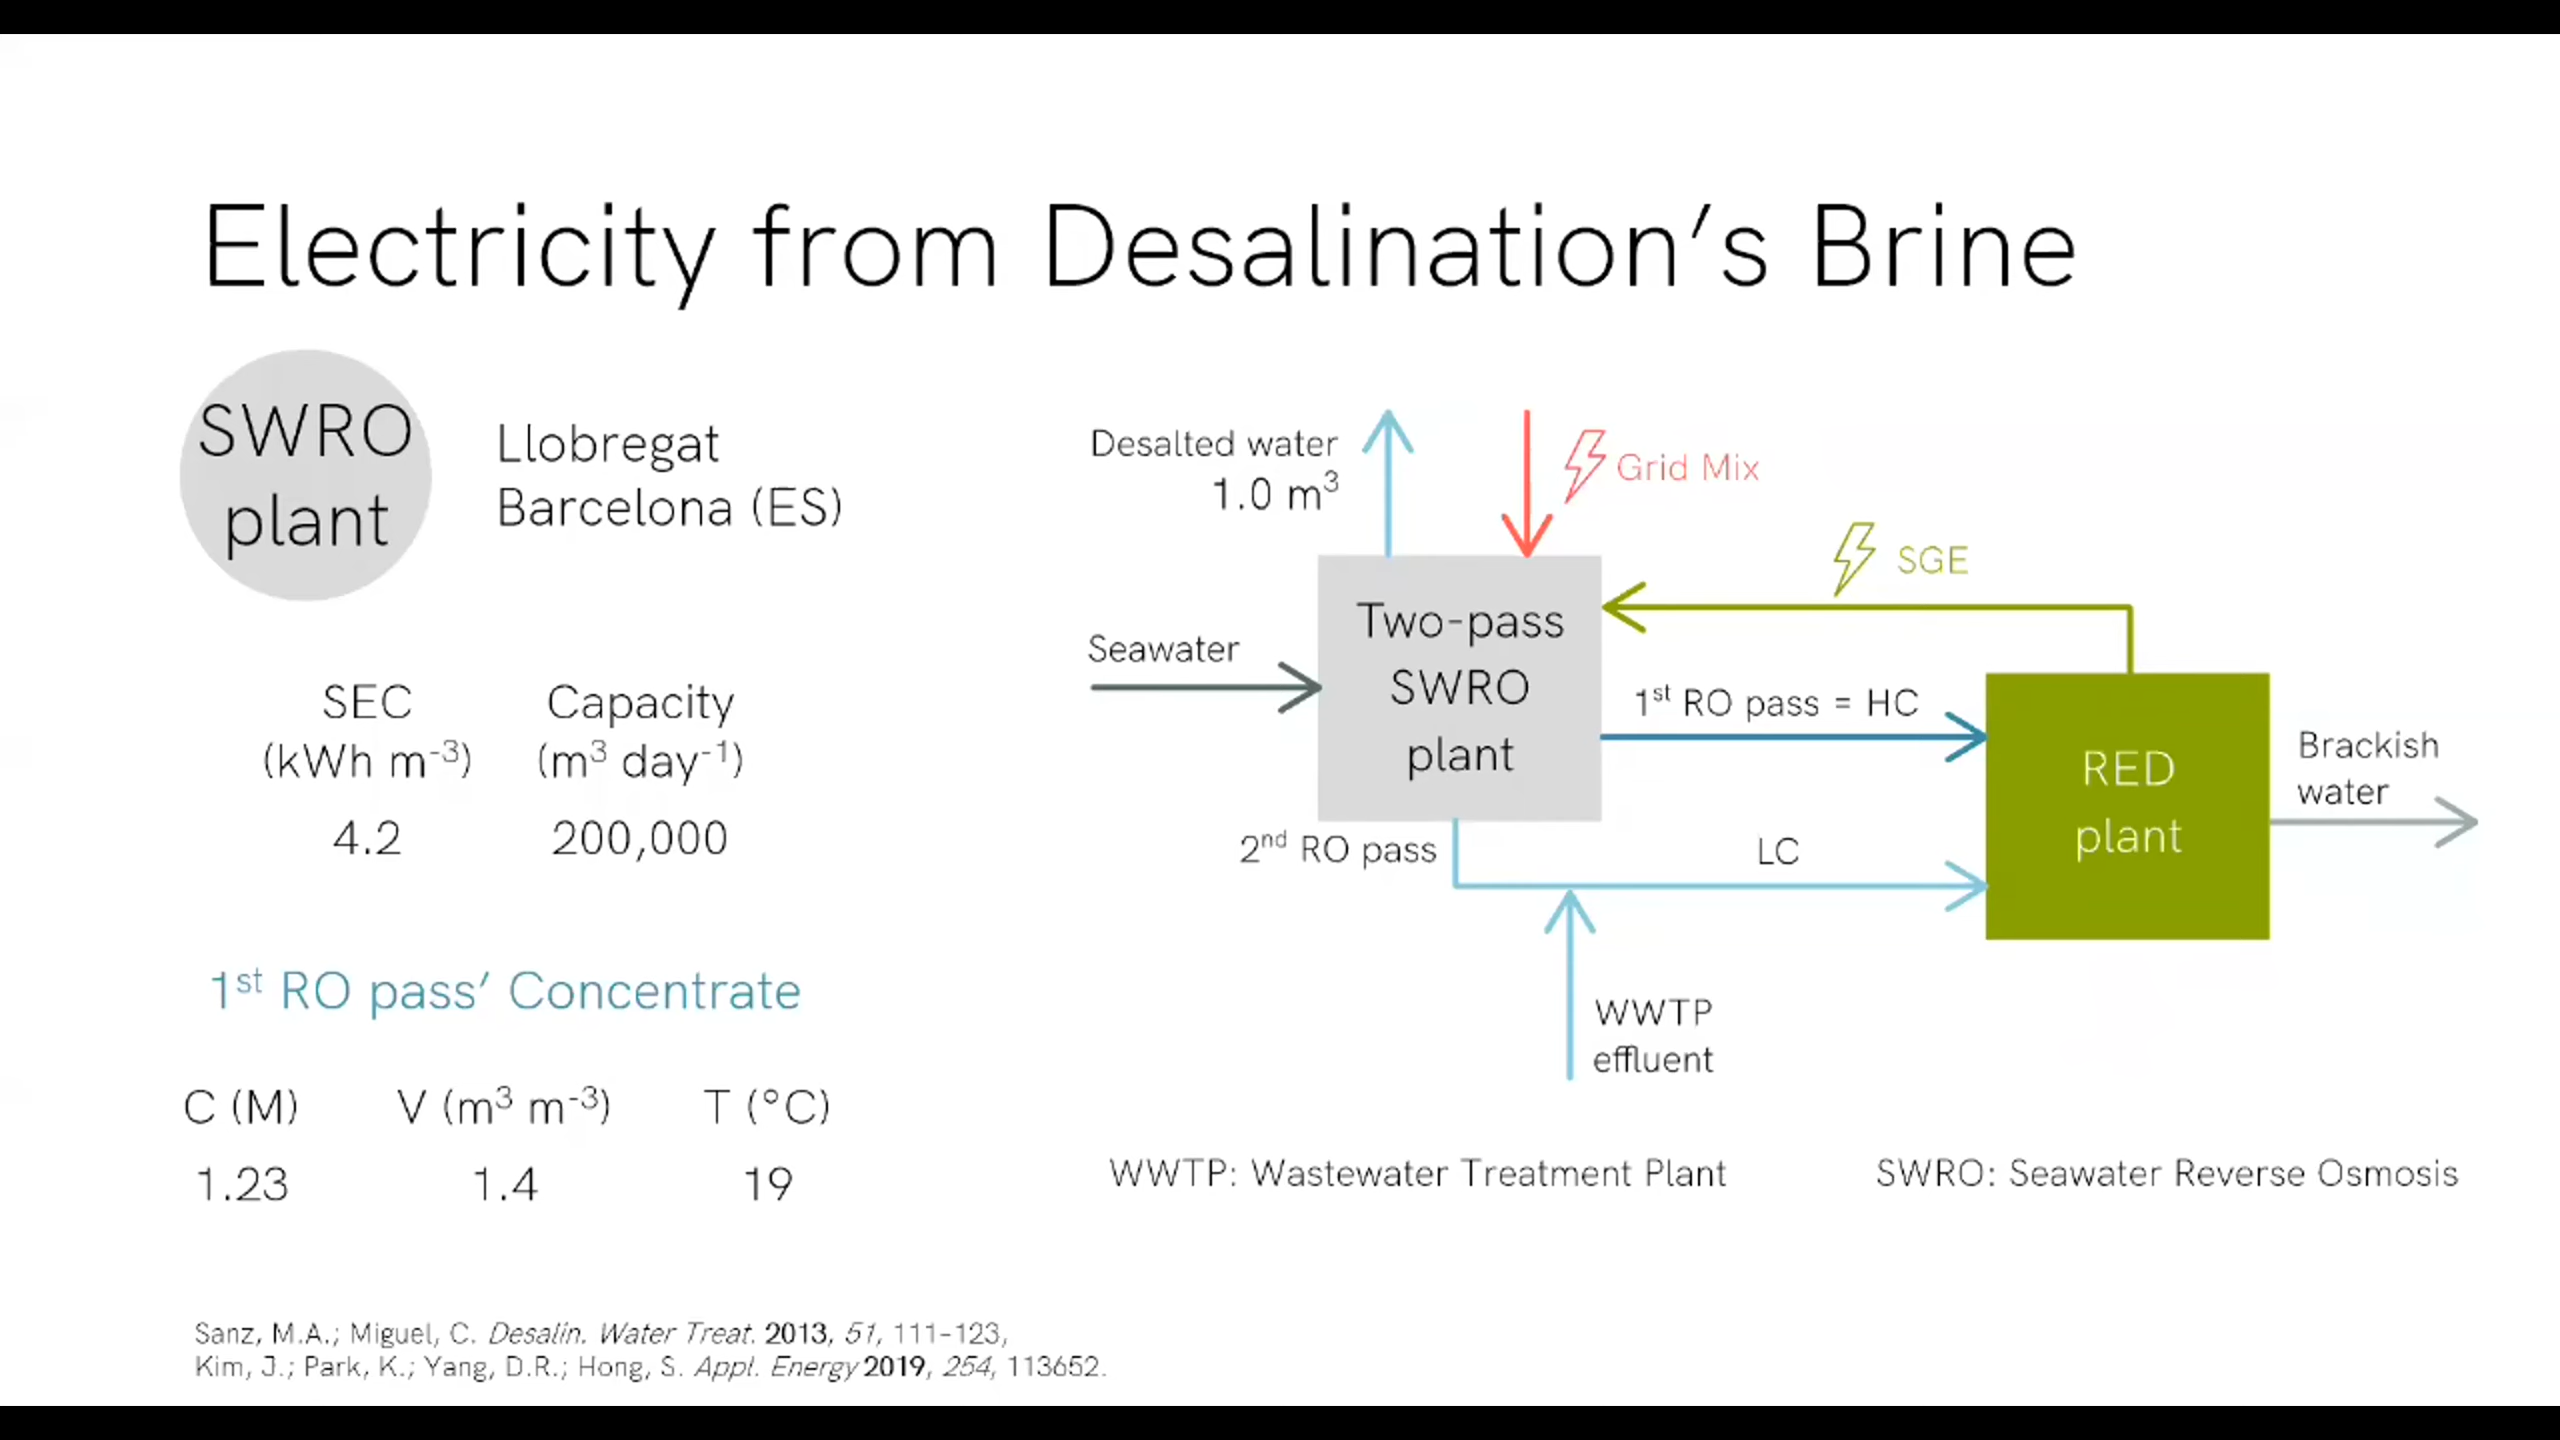 Electricity from Desalination’s Brine
SWRO
plant
Llobregat
Barcelona (ES)
SEC
(kWh m⁻³)
4.2
Capacity
(m³ day⁻¹)
200,000
1ˢᵗ RO pass’ Concentrate
C (M) V (m³ m⁻³) T (°C)
1.23 1.4 19
Desalted water
1.0 m³
Grid Mix
SGE
Seawater
Two-pass
SWRO
plant
1ˢᵗ RO pass = HC
2ⁿᵈ RO pass
LC
RED
plant
Brackish
water
WWTP
effluent
WWTP: Wastewater Treatment Plant
SWRO: Seawater Reverse Osmosis
Sanz, M.A.; Miguel, C. Desalin. Water Treat. 2013, 51, 111–123,
Kim, J.; Park, K.; Yang, D.R.; Hong, S. Appl. Energy 2019, 254, 113652.